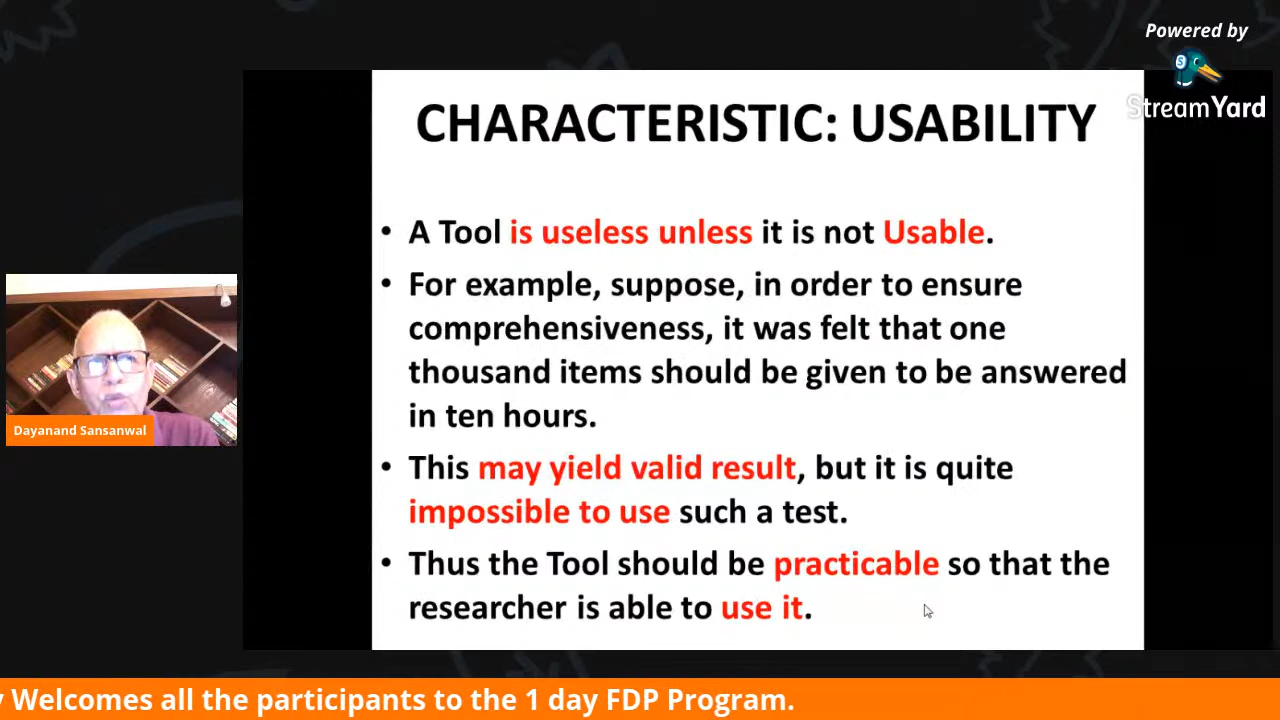 Powered by
StreamYard
CHARACTERISTIC: USABILITY
• A Tool is useless unless it is not Usable.
• For example, suppose, in order to ensure
comprehensiveness, it was felt that one
thousand items should be given to be answered
in ten hours.
• This may yield valid result, but it is quite
impossible to use such a test.
• Thus the Tool should be practicable so that the
researcher is able to use it.
Dayanand Sansanwal
Welcomes all the participants to the 1 day FDP Program.